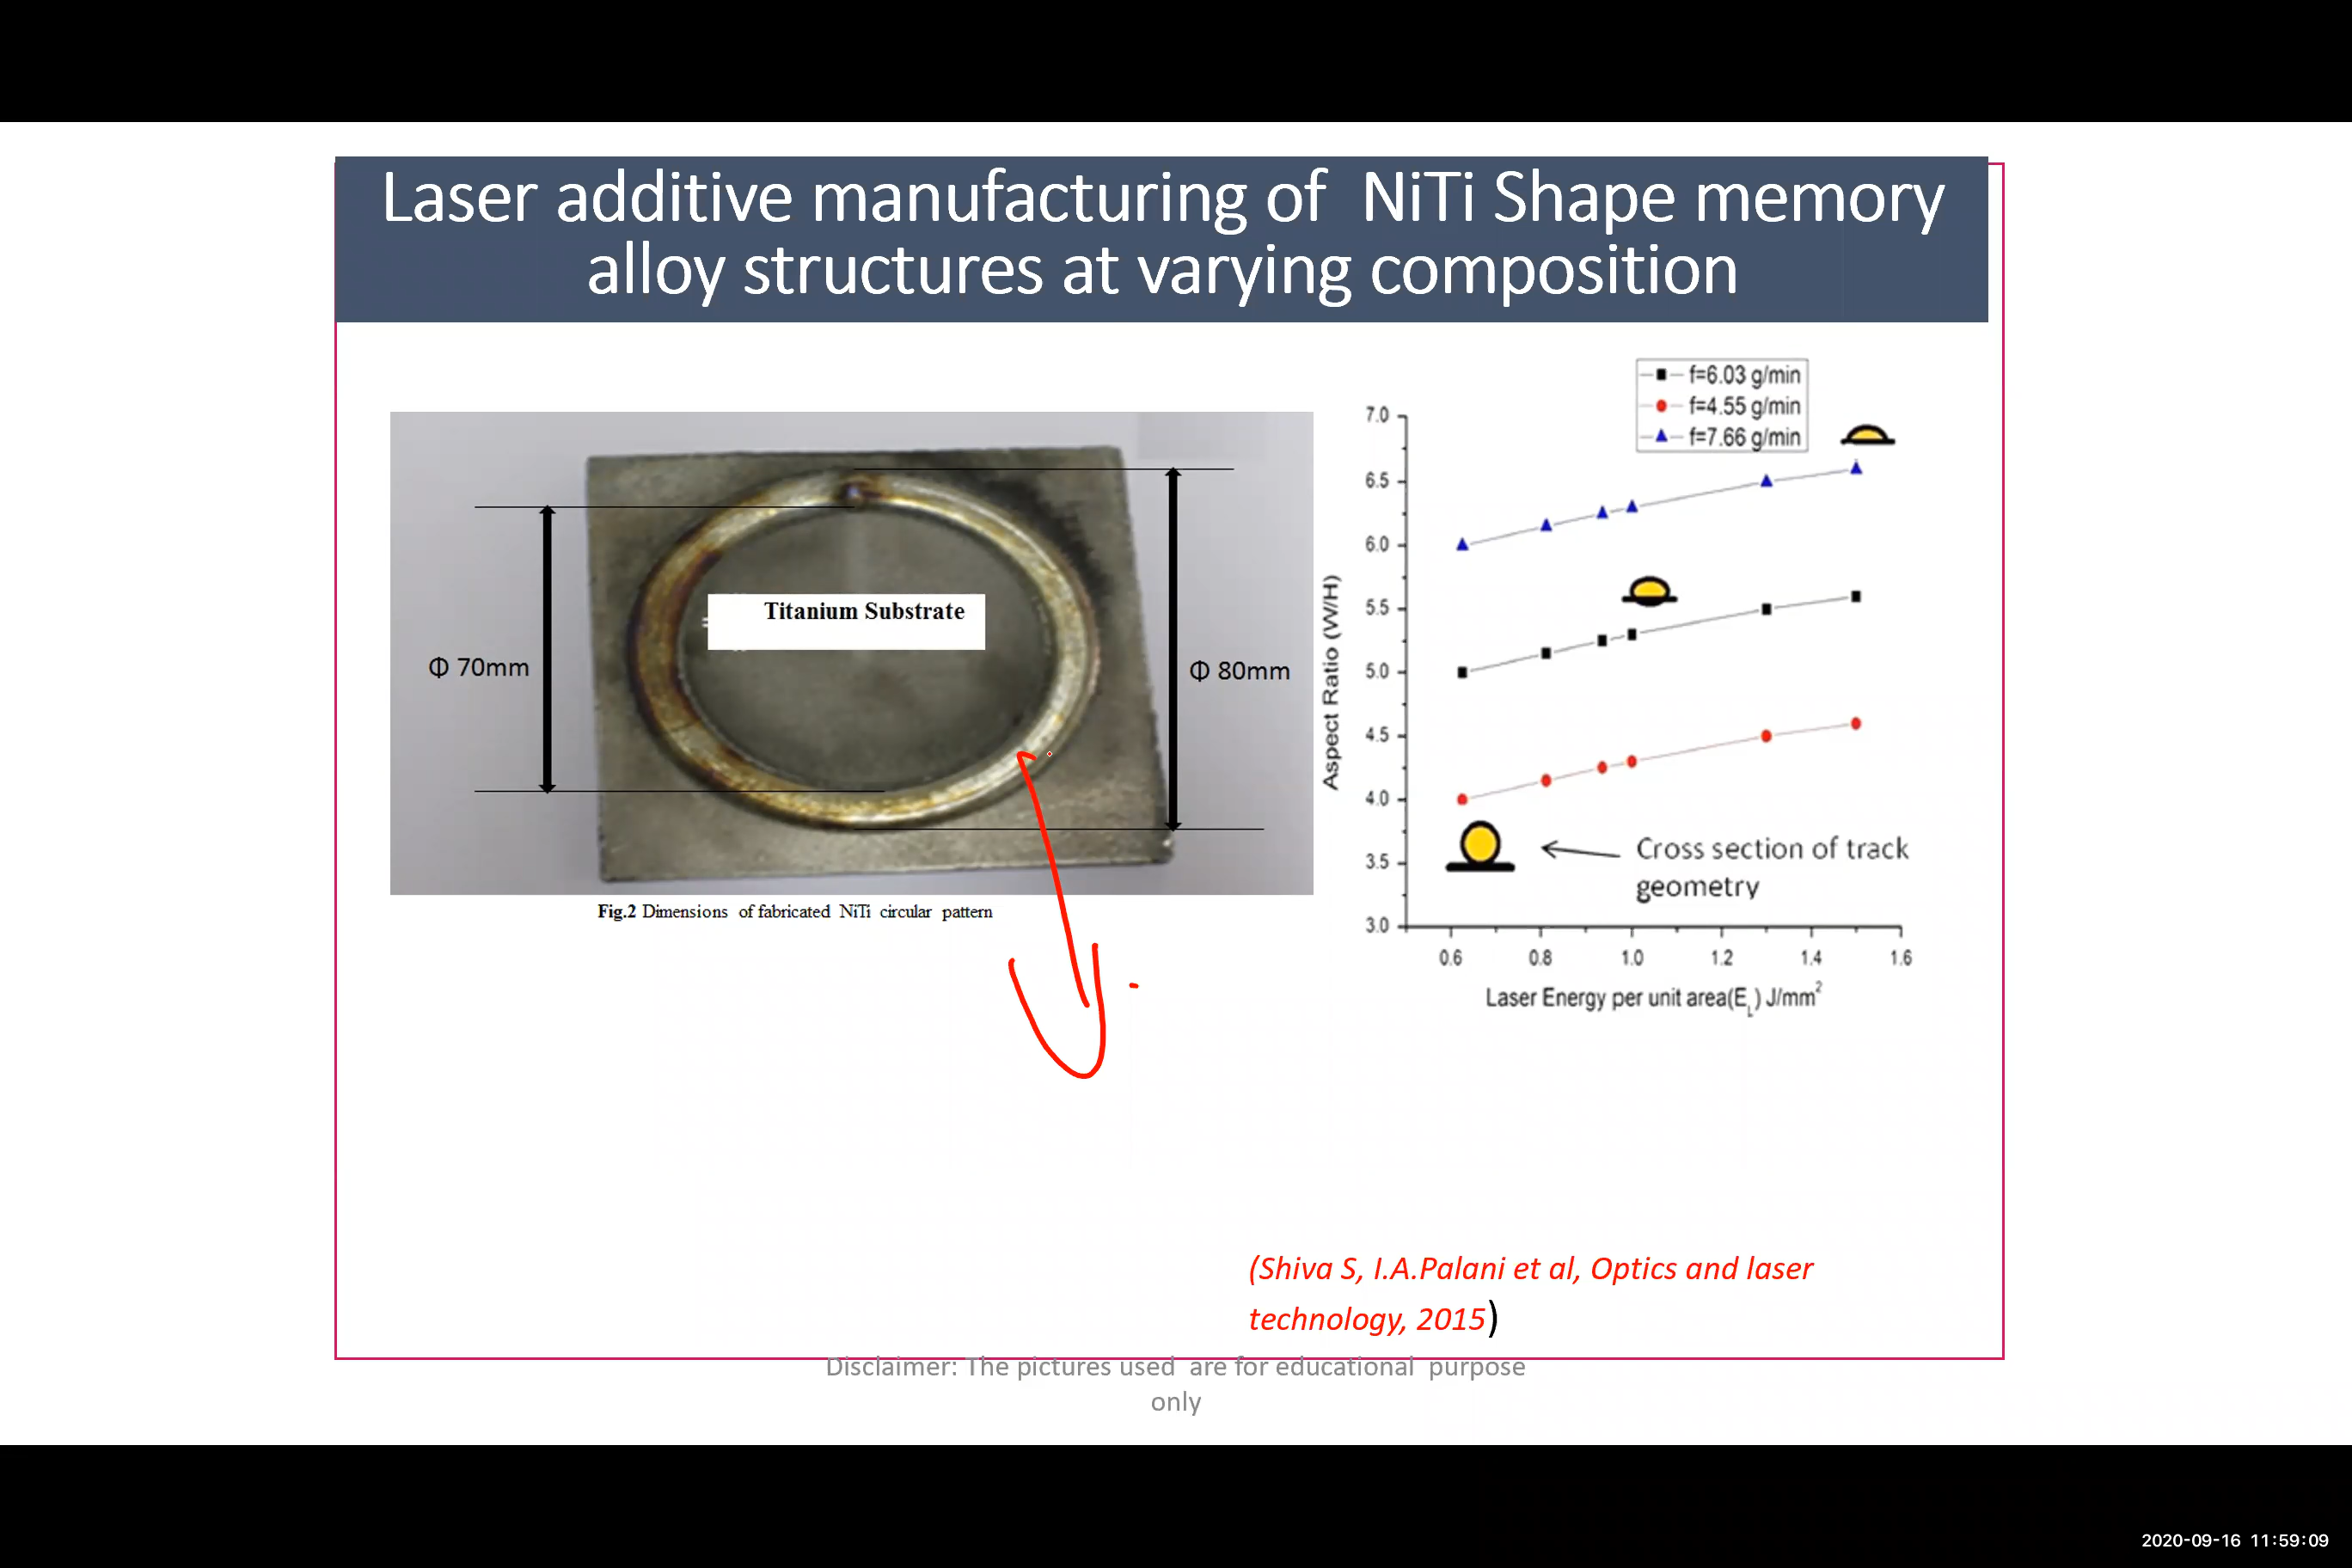 Laser additive manufacturing of NiTi Shape memory
alloy structures at varying composition
Titanium Substrate
=
Φ 70mm
Φ 80mm
Fig.2 Dimensions of fabricated NiTi circular pattern
f=6.03 g/min
f=4.55 g/min
f=7.66 g/min
7.0
6.5
6.0
5.5
5.0
4.5
4.0
3.5
3.0
Aspect Ratio (W/H)
Cross section of track
geometry
0.6 0.8 1.0 1.2 1.4 1.6
Laser Energy per unit area(E_L) J/mm²
(Shiva S, I.A.Palani et al, Optics and laser
technology, 2015)
Disclaimer: The pictures used are for educational purpose
only
2020-09-16 11:59:09